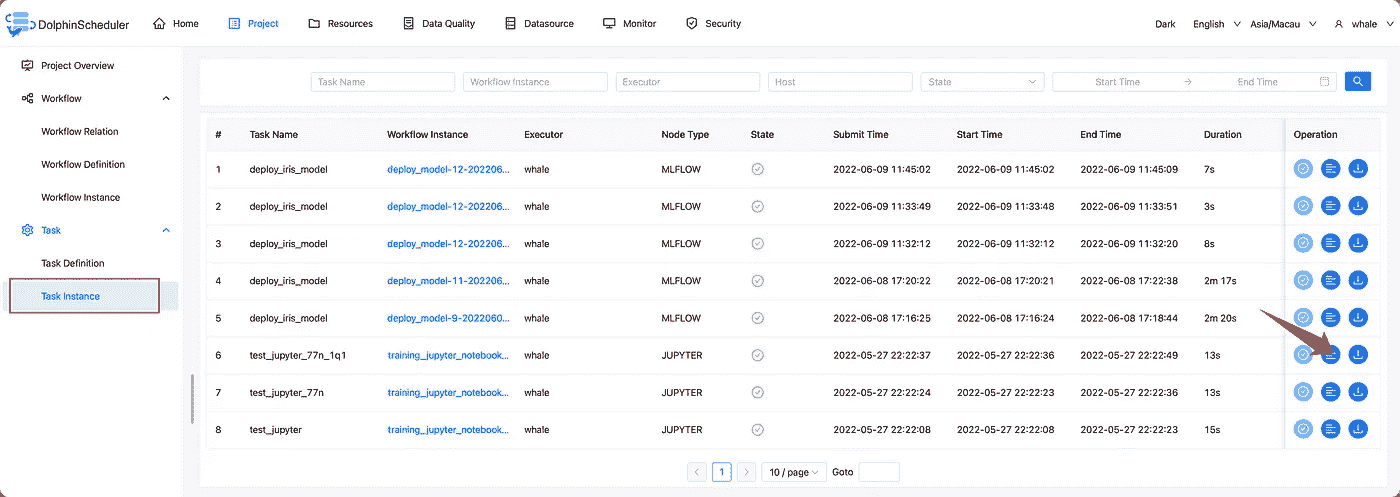 DolphinScheduler Home Project Resources Data Quality Datasource Monitor Security Dark English Asia/Macau whale
Project Overview
Workflow
Workflow Relation
Workflow Definition
Workflow Instance
Task
Task Definition
Task Instance
Task Name Workflow Instance Executor Host State Start Time → End Time
# Task Name Workflow Instance Executor Node Type State Submit Time Start Time End Time Duration Operation
1 deploy_iris_model deploy_model-12-202206... whale MLFLOW 2022-06-09 11:45:02 2022-06-09 11:45:02 2022-06-09 11:45:09 7s
2 deploy_iris_model deploy_model-12-202206... whale MLFLOW 2022-06-09 11:33:49 2022-06-09 11:33:48 2022-06-09 11:33:51 3s
3 deploy_iris_model deploy_model-12-202206... whale MLFLOW 2022-06-09 11:32:12 2022-06-09 11:32:12 2022-06-09 11:32:20 8s
4 deploy_iris_model deploy_model-11-202206... whale MLFLOW 2022-06-08 17:20:22 2022-06-08 17:20:21 2022-06-08 17:22:38 2m 17s
5 deploy_iris_model deploy_model-9-2022060... whale MLFLOW 2022-06-08 17:16:25 2022-06-08 17:16:24 2022-06-08 17:18:44 2m 20s
6 test_jupyter_77n_1q1 training_jupyter_notebook... whale JUPYTER 2022-05-27 22:22:37 2022-05-27 22:22:36 2022-05-27 22:22:49 13s
7 test_jupyter_77n training_jupyter_notebook... whale JUPYTER 2022-05-27 22:22:24 2022-05-27 22:22:23 2022-05-27 22:22:36 13s
8 test_jupyter training_jupyter_notebook... whale JUPYTER 2022-05-27 22:22:08 2022-05-27 22:22:08 2022-05-27 22:22:23 15s
< 1 > 10 / page Goto